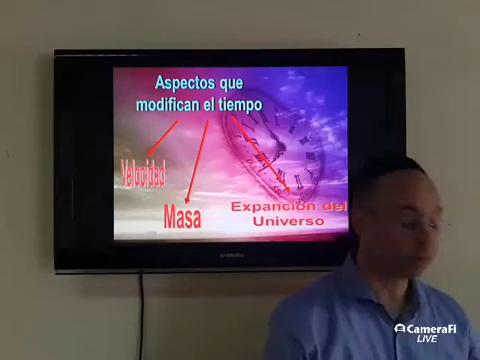 Aspectos que
modifican el tiempo
Velocidad
Masa
Expanción del
Universo
SAMSUNG
CameraFi
LIVE